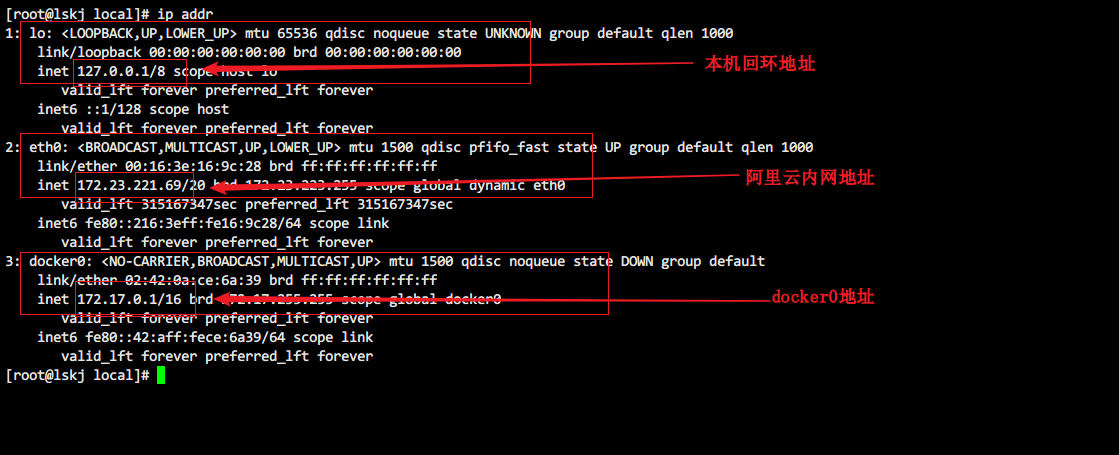 [root@lskj local]# ip addr
1: lo: <LOOPBACK,UP,LOWER_UP> mtu 65536 qdisc noqueue state UNKNOWN group default qlen 1000
link/loopback 00:00:00:00:00:00 brd 00:00:00:00:00:00
inet 127.0.0.1/8 scope host lo
本机回环地址
valid_lft forever preferred_lft forever
inet6 ::1/128 scope host
valid_lft forever preferred_lft forever
2: eth0: <BROADCAST,MULTICAST,UP,LOWER_UP> mtu 1500 qdisc pfifo_fast state UP group default qlen 1000
link/ether 00:16:3e:16:9c:28 brd ff:ff:ff:ff:ff:ff
inet 172.23.221.69/20 brd 172.23.223.255 scope global dynamic eth0
阿里云内网地址
valid_lft 315167347sec preferred_lft 315167347sec
inet6 fe80::216:3eff:fe16:9c28/64 scope link
valid_lft forever preferred_lft forever
3: docker0: <NO-CARRIER,BROADCAST,MULTICAST,UP> mtu 1500 qdisc noqueue state DOWN group default
link/ether 02:42:0a:ce:6a:39 brd ff:ff:ff:ff:ff:ff
inet 172.17.0.1/16 brd 172.17.255.255 scope global docker0
docker0地址
valid_lft forever preferred_lft forever
inet6 fe80::42:aff:fece:6a39/64 scope link
valid_lft forever preferred_lft forever
[root@lskj local]#